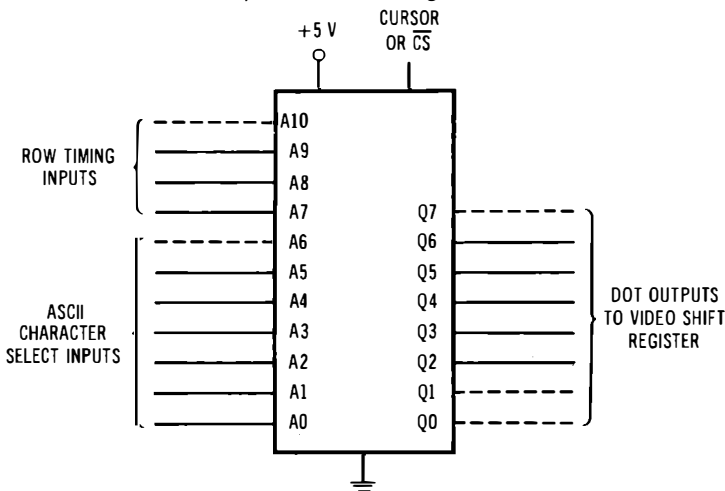 +5 V
CURSOR
OR CS
A10
A9
A8
A7
A6
A5
A4
A3
A2
A1
A0
ROW TIMING
INPUTS
ASCII
CHARACTER
SELECT INPUTS
Q7
Q6
Q5
Q4
Q3
Q2
Q1
Q0
DOT OUTPUTS
TO VIDEO SHIFT
REGISTER